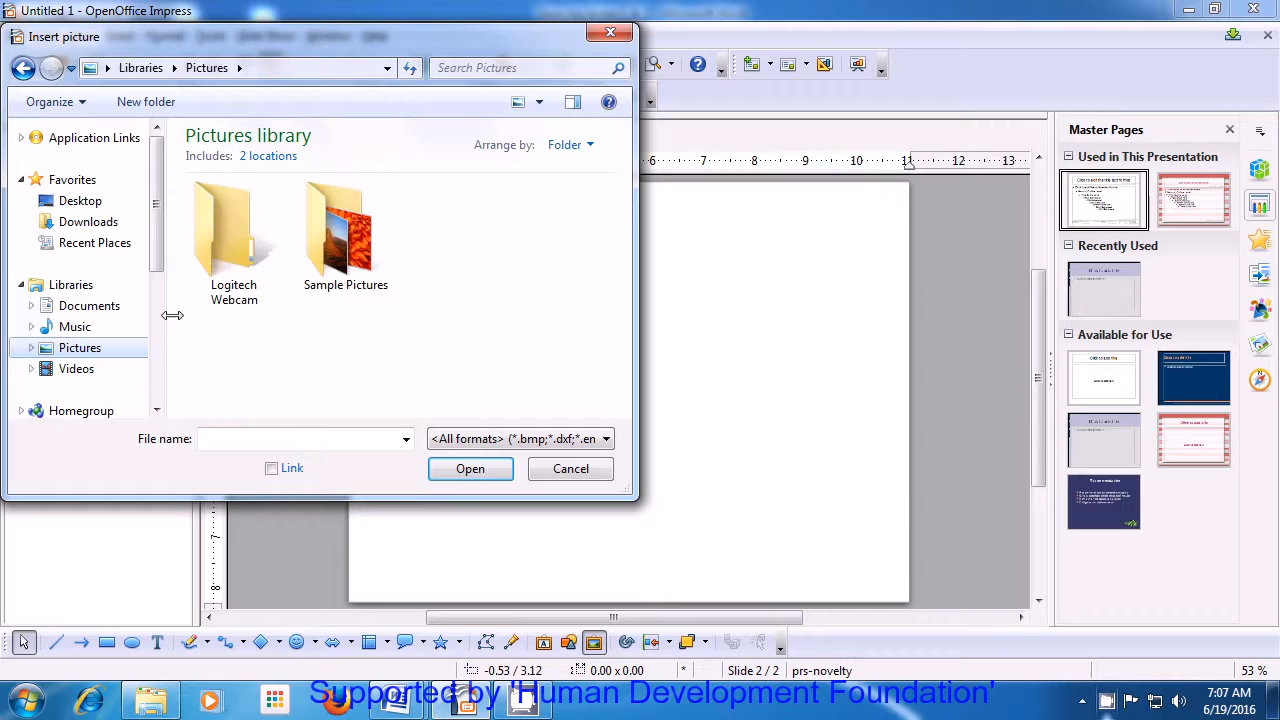 Untitled 1 - OpenOffice Impress
Insert picture
Libraries
Pictures
Search Pictures
Organize
New folder
Application Links
Pictures library
Includes: 2 locations
Arrange by: Folder
Favorites
Desktop
Downloads
Recent Places
Libraries
Documents
Music
Pictures
Videos
Homegroup
Logitech
Webcam
Sample Pictures
File name:
<All formats> (*.bmp;*.dxf;*.en
Link
Open
Cancel
6 7 8 9 10 11 12 13
7
8
Master Pages
Used in This Presentation
Recently Used
Available for Use
-0.53 / 3.12
0.00 x 0.00
*
Slide 2 / 2
prs-novelty
53 %
Supported by 'Human Development Foundation'
7:07 AM
6/19/2016